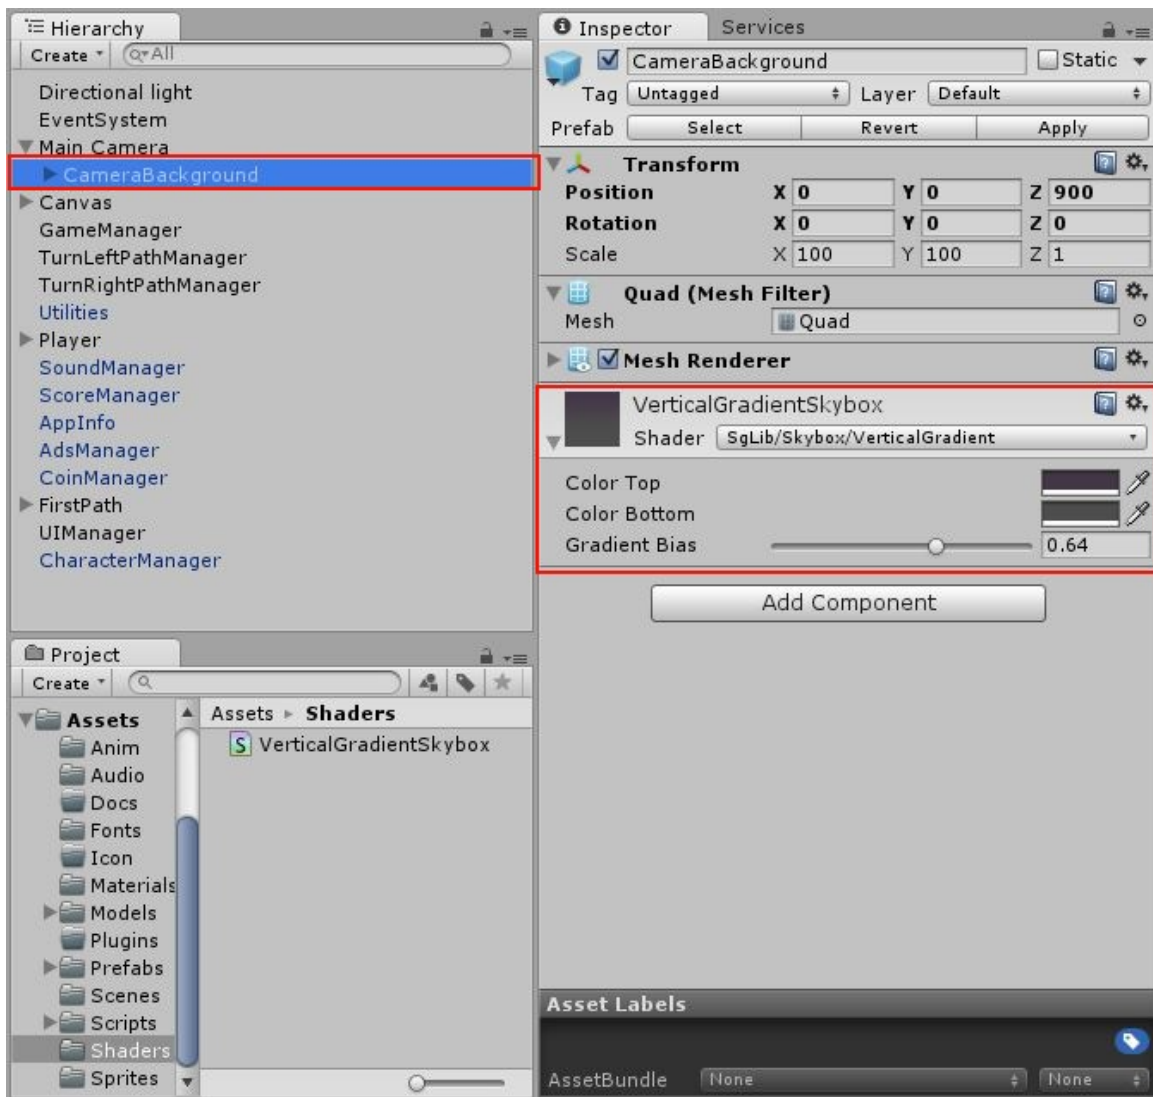 Hierarchy
Create
All
Directional light
EventSystem
Main Camera
CameraBackground
Canvas
GameManager
TurnLeftPathManager
TurnRightPathManager
Utilities
Player
SoundManager
ScoreManager
AppInfo
AdsManager
CoinManager
FirstPath
UIManager
CharacterManager
Project
Create
Assets
Anim
Audio
Docs
Fonts
Icon
Materials
Models
Plugins
Prefabs
Scenes
Scripts
Shaders
Sprites
Assets ▸ Shaders
VerticalGradientSkybox
Inspector Services
CameraBackground Static
Tag Untagged Layer Default
Prefab Select Revert Apply
Transform
Position X 0 Y 0 Z 900
Rotation X 0 Y 0 Z 0
Scale X 100 Y 100 Z 1
Quad (Mesh Filter)
Mesh Quad
Mesh Renderer
VerticalGradientSkybox
Shader SgLib/Skybox/VerticalGradient
Color Top
Color Bottom
Gradient Bias 0.64
Add Component
Asset Labels
AssetBundle None None